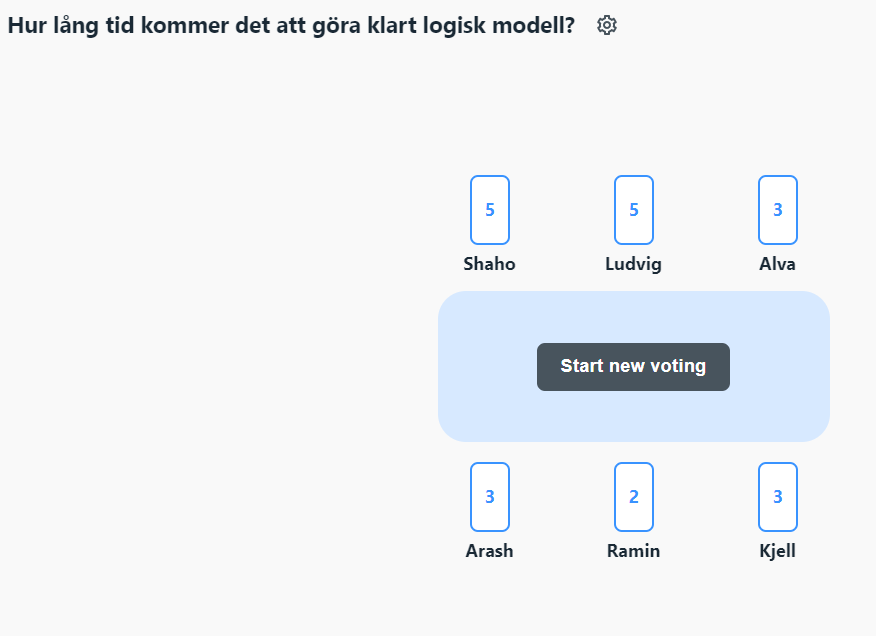 Hur lång tid kommer det att göra klart logisk modell?
5 5 3
Shaho Ludvig Alva
Start new voting
3 2 3
Arash Ramin Kjell